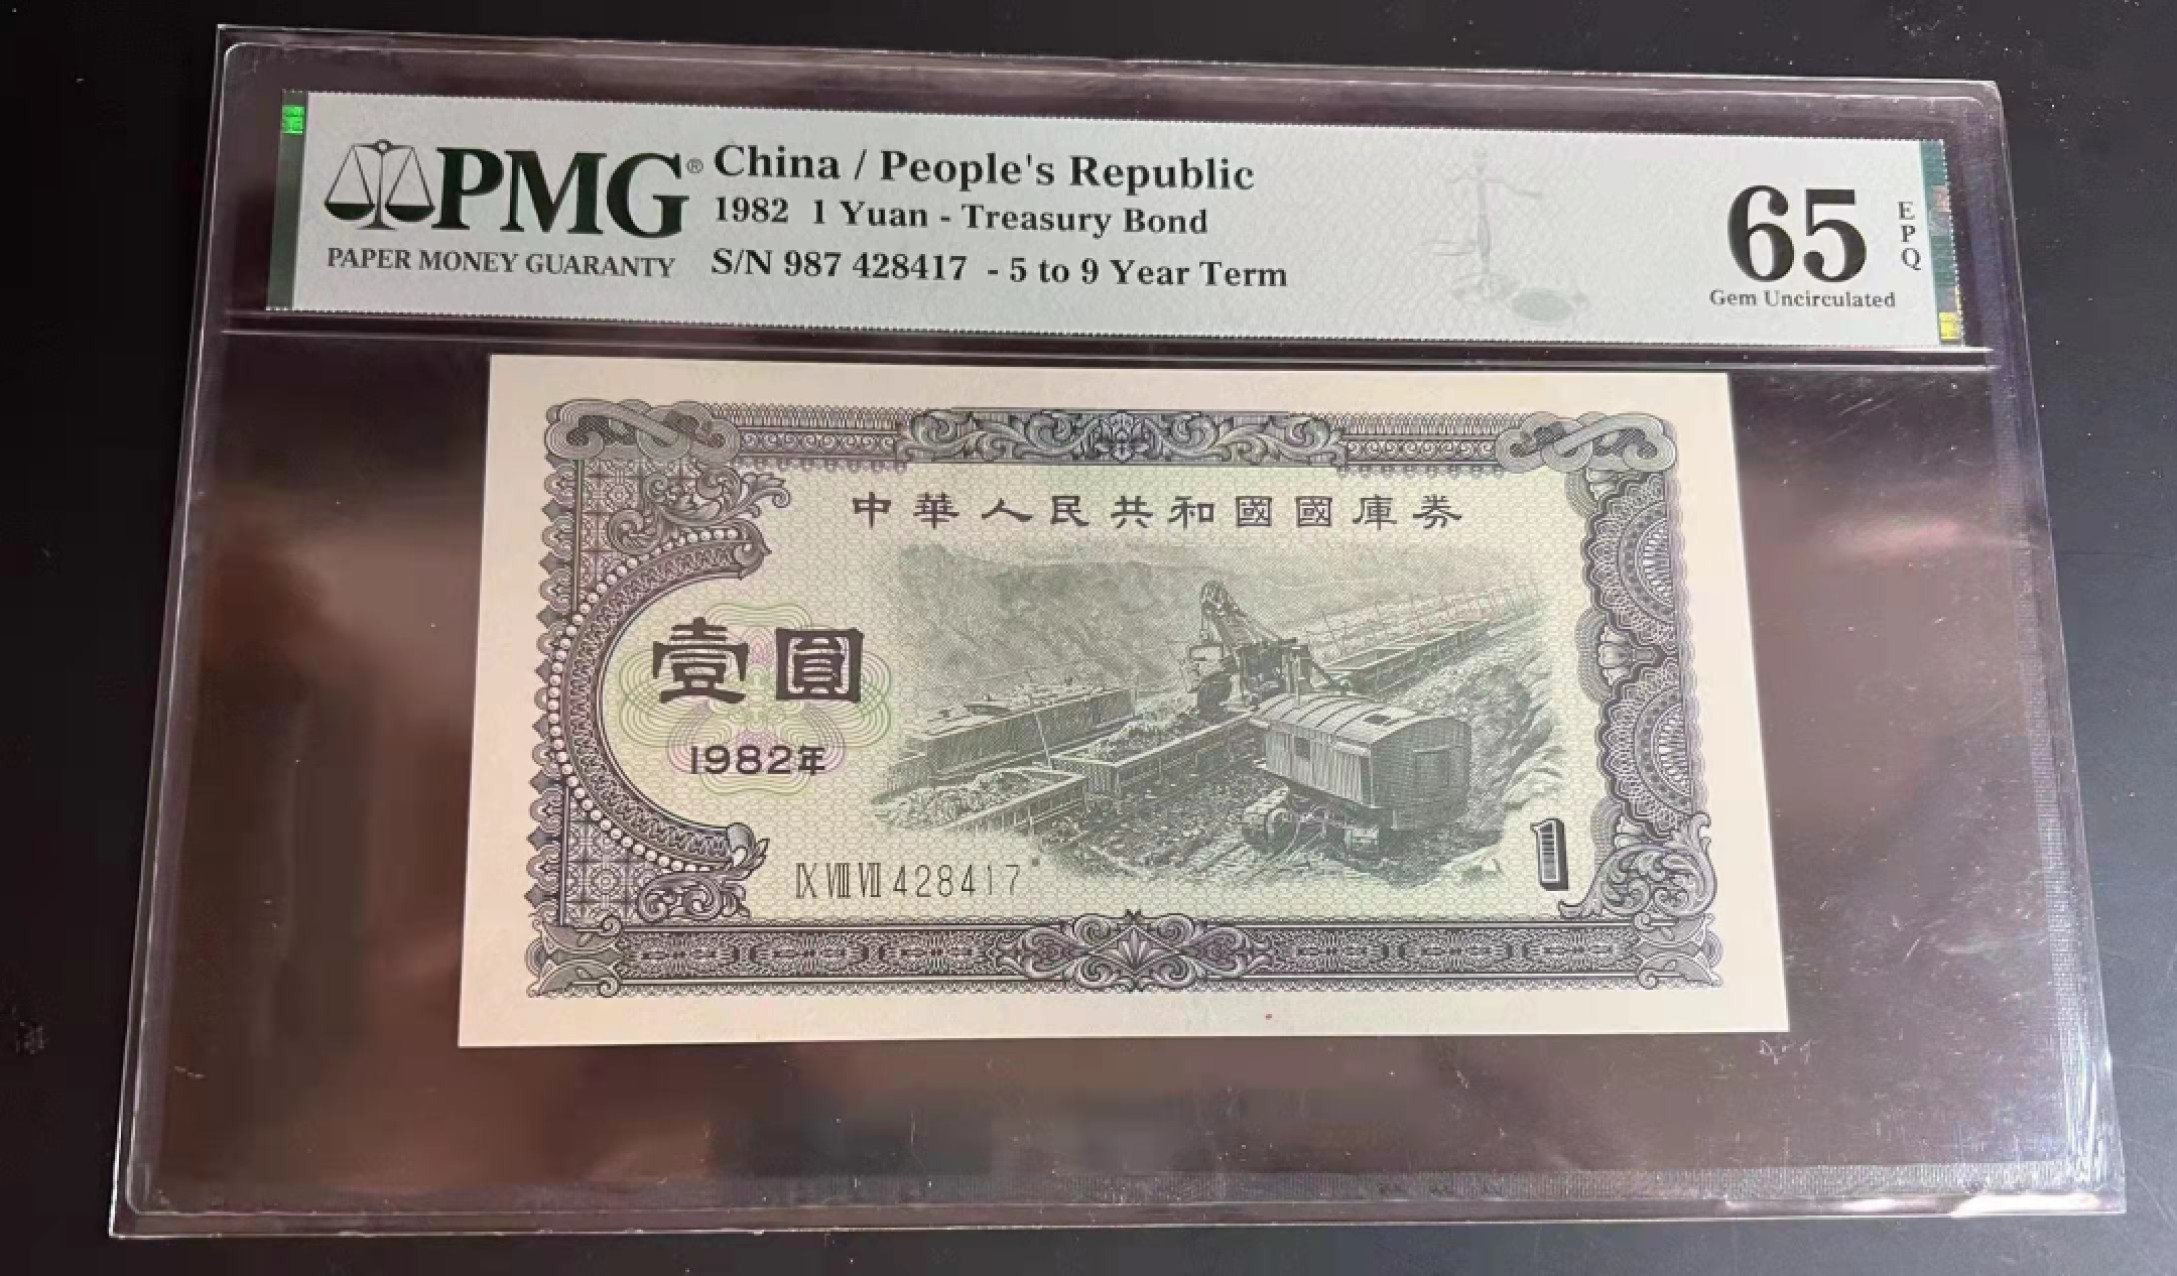 PMG®
PAPER MONEY GUARANTY
China / People's Republic
1982 1 Yuan - Treasury Bond
S/N 987 428417 - 5 to 9 Year Term
65
EPQ
Gem Uncirculated
中華人民共和國國庫券
壹圓
1982年
Ⅸ Ⅷ Ⅶ 428417
1